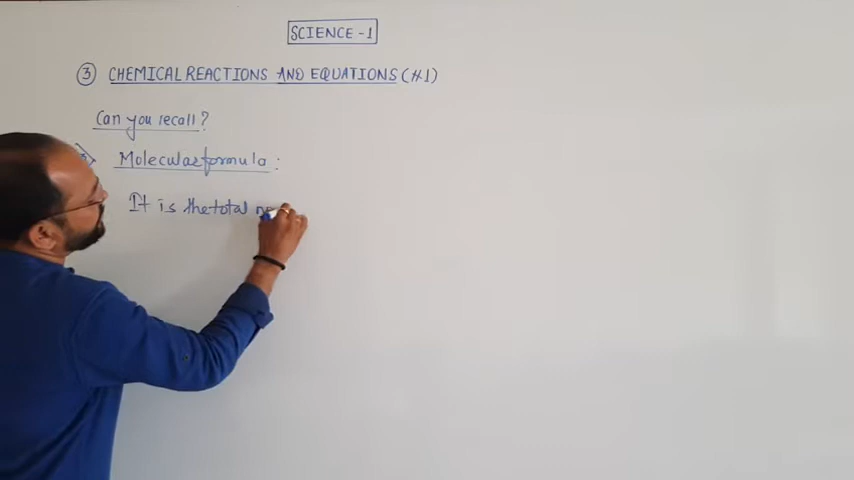 SCIENCE-1
③ CHEMICAL REACTIONS AND EQUATIONS (#1)
Can you recall?
Molecular formula :
It is the total